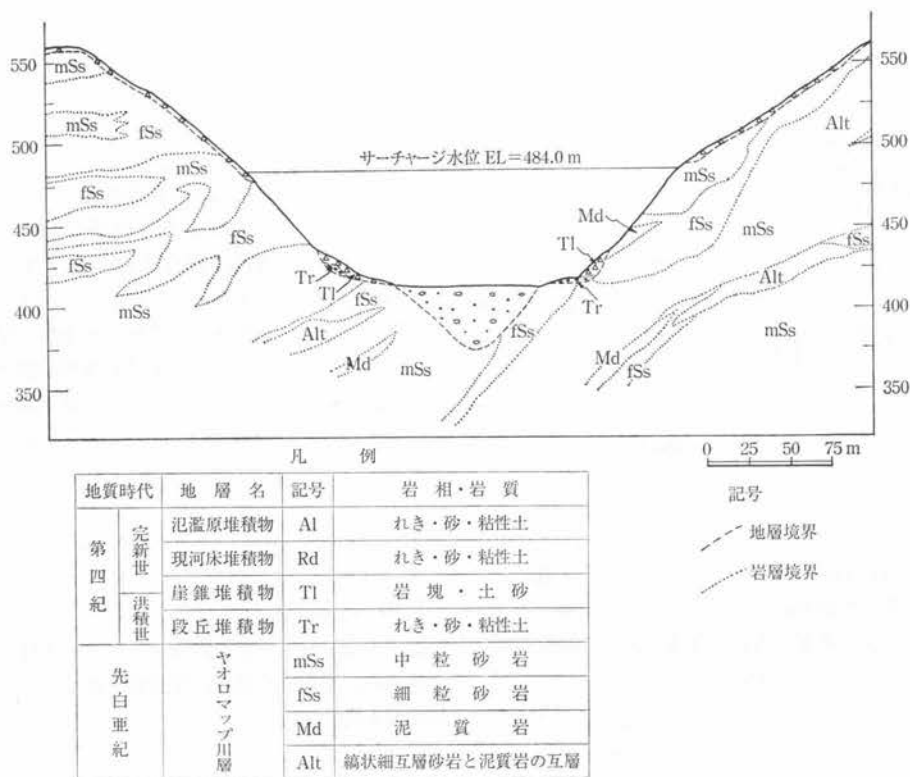 550
500
450
400
350
550
500
450
400
350
mSs
mSs
fSs
mSs
fSs
fSs
fSs
mSs
サーチャージ水位 EL=484.0 m
Tr
Tl
fSs
Alt
Md
mSs
fSs
Md
Tl
Tr
mSs
fSs
mSs
Alt
fSs
Alt
mSs
Md
fSs
0 25 50 75 m
凡例
地質時代 地層名 記号 岩相・岩質
第四紀 完新世 氾濫原堆積物 Al れき・砂・粘性土
現河床堆積物 Rd れき・砂・粘性土
崖錐堆積物 Tl 岩塊・土砂
洪積世 段丘堆積物 Tr れき・砂・粘性土
先白亜紀 ヤオロマップ川層 mSs 中粒砂岩
fSs 細粒砂岩
Md 泥質岩
Alt 縞状細互層砂岩と泥質岩の互層
記号
地層境界
岩層境界